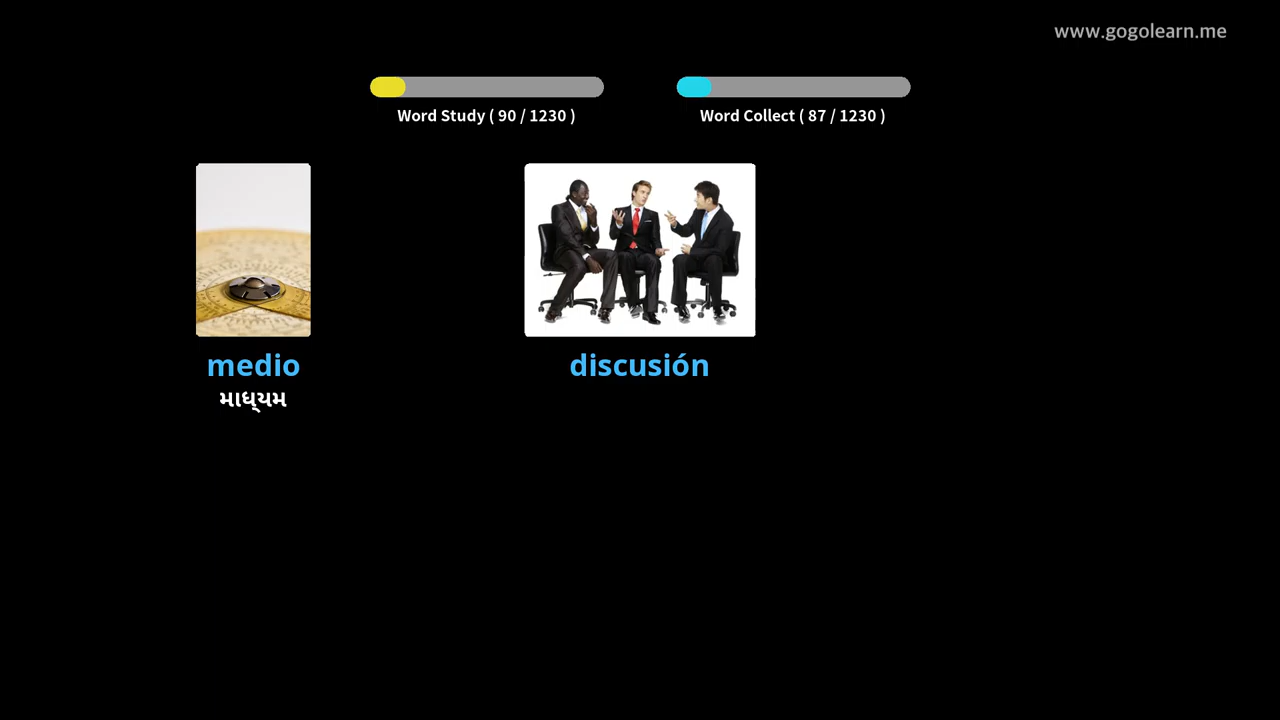 www.gogolearn.me
Word Study ( 90 / 1230 )
Word Collect ( 87 / 1230 )
medio
discusión
માધ્યમ